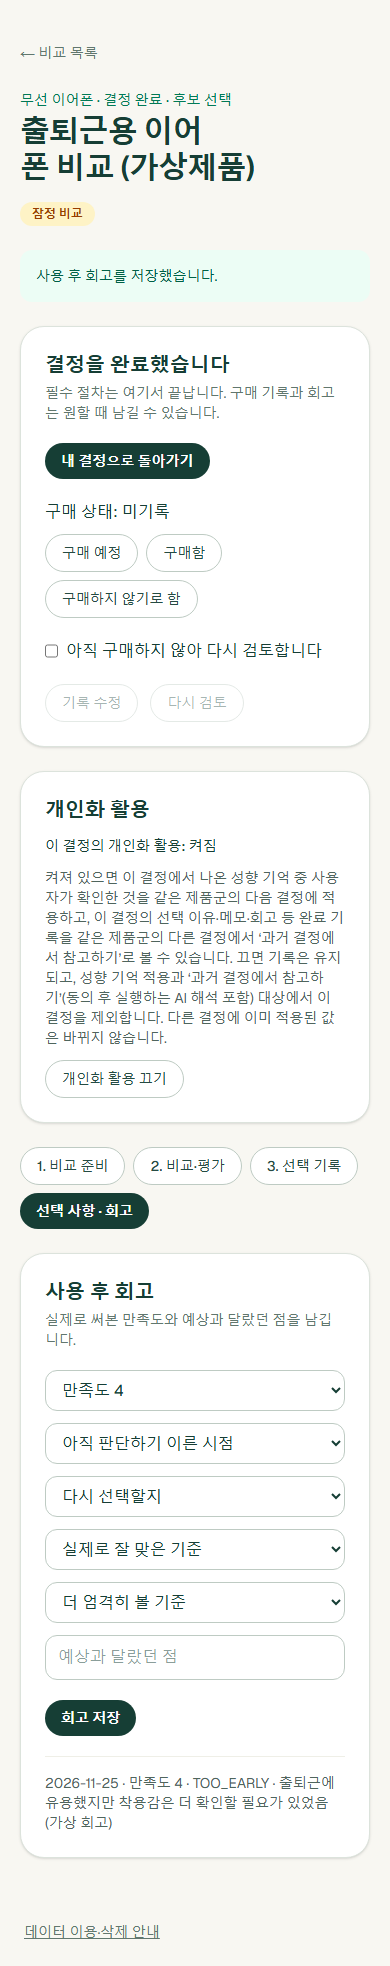 ← 비교 목록
무선 이어폰 · 결정 완료 · 후보 선택
출퇴근용 이어
폰 비교 (가상제품)
잠정 비교
사용 후 회고를 저장했습니다.
결정을 완료했습니다
필수 절차는 여기서 끝납니다. 구매 기록과 회고
는 원할 때 남길 수 있습니다.
내 결정으로 돌아가기
구매 상태: 미기록
구매 예정
구매함
구매하지 않기로 함
아직 구매하지 않아 다시 검토합니다
기록 수정
다시 검토
개인화 활용
이 결정의 개인화 활용: 켜짐
켜져 있으면 이 결정에서 나온 성향 기억 중 사용
자가 확인한 것을 같은 제품군의 다음 결정에 적
용하고, 이 결정의 선택 이유·메모·회고 등 완료 기
록을 같은 제품군의 다른 결정에서 ‘과거 결정에
서 참고하기’로 볼 수 있습니다. 끄면 기록은 유지
되고, 성향 기억 적용과 ‘과거 결정에서 참고하
기’(동의 후 실행하는 AI 해석 포함) 대상에서 이
결정을 제외합니다. 다른 결정에 이미 적용된 값
은 바뀌지 않습니다.
개인화 활용 끄기
1. 비교 준비
2. 비교·평가
3. 선택 기록
선택 사항 · 회고
사용 후 회고
실제로 써본 만족도와 예상과 달랐던 점을 남깁
니다.
만족도 4
아직 판단하기 이른 시점
다시 선택할지
실제로 잘 맞은 기준
더 엄격히 볼 기준
예상과 달랐던 점
회고 저장
2026-11-25 · 만족도 4 · TOO_EARLY · 출퇴근에
유용했지만 착용감은 더 확인할 필요가 있었음
(가상 회고)
데이터 이용·삭제 안내